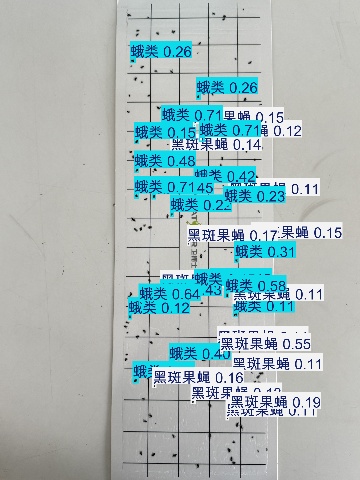 蛾类 0.26
蛾类 0.26
蛾类 0.71
果蝇 0.15
蛾类 0.15
蛾类 0.71
0.12
黑斑果蝇 0.14
蛾类 0.48
蛾类 0.42
蛾类 0.71
45
0.11
蛾类 0.23
蛾类 0.2
黑斑果蝇 0.17
果蝇 0.15
蛾类 0.31
黑斑
蛾类
蛾类 0.58
蛾类 0.64
.43
黑斑果蝇 0.11
蛾类 0.12
蛾类 0.11
黑斑果蝇 0.55
蛾类 0.40
黑斑果蝇 0.11
蛾类
黑斑果蝇 0.16
黑斑果
黑斑果蝇 0.19
黑斑果蝇 0.11